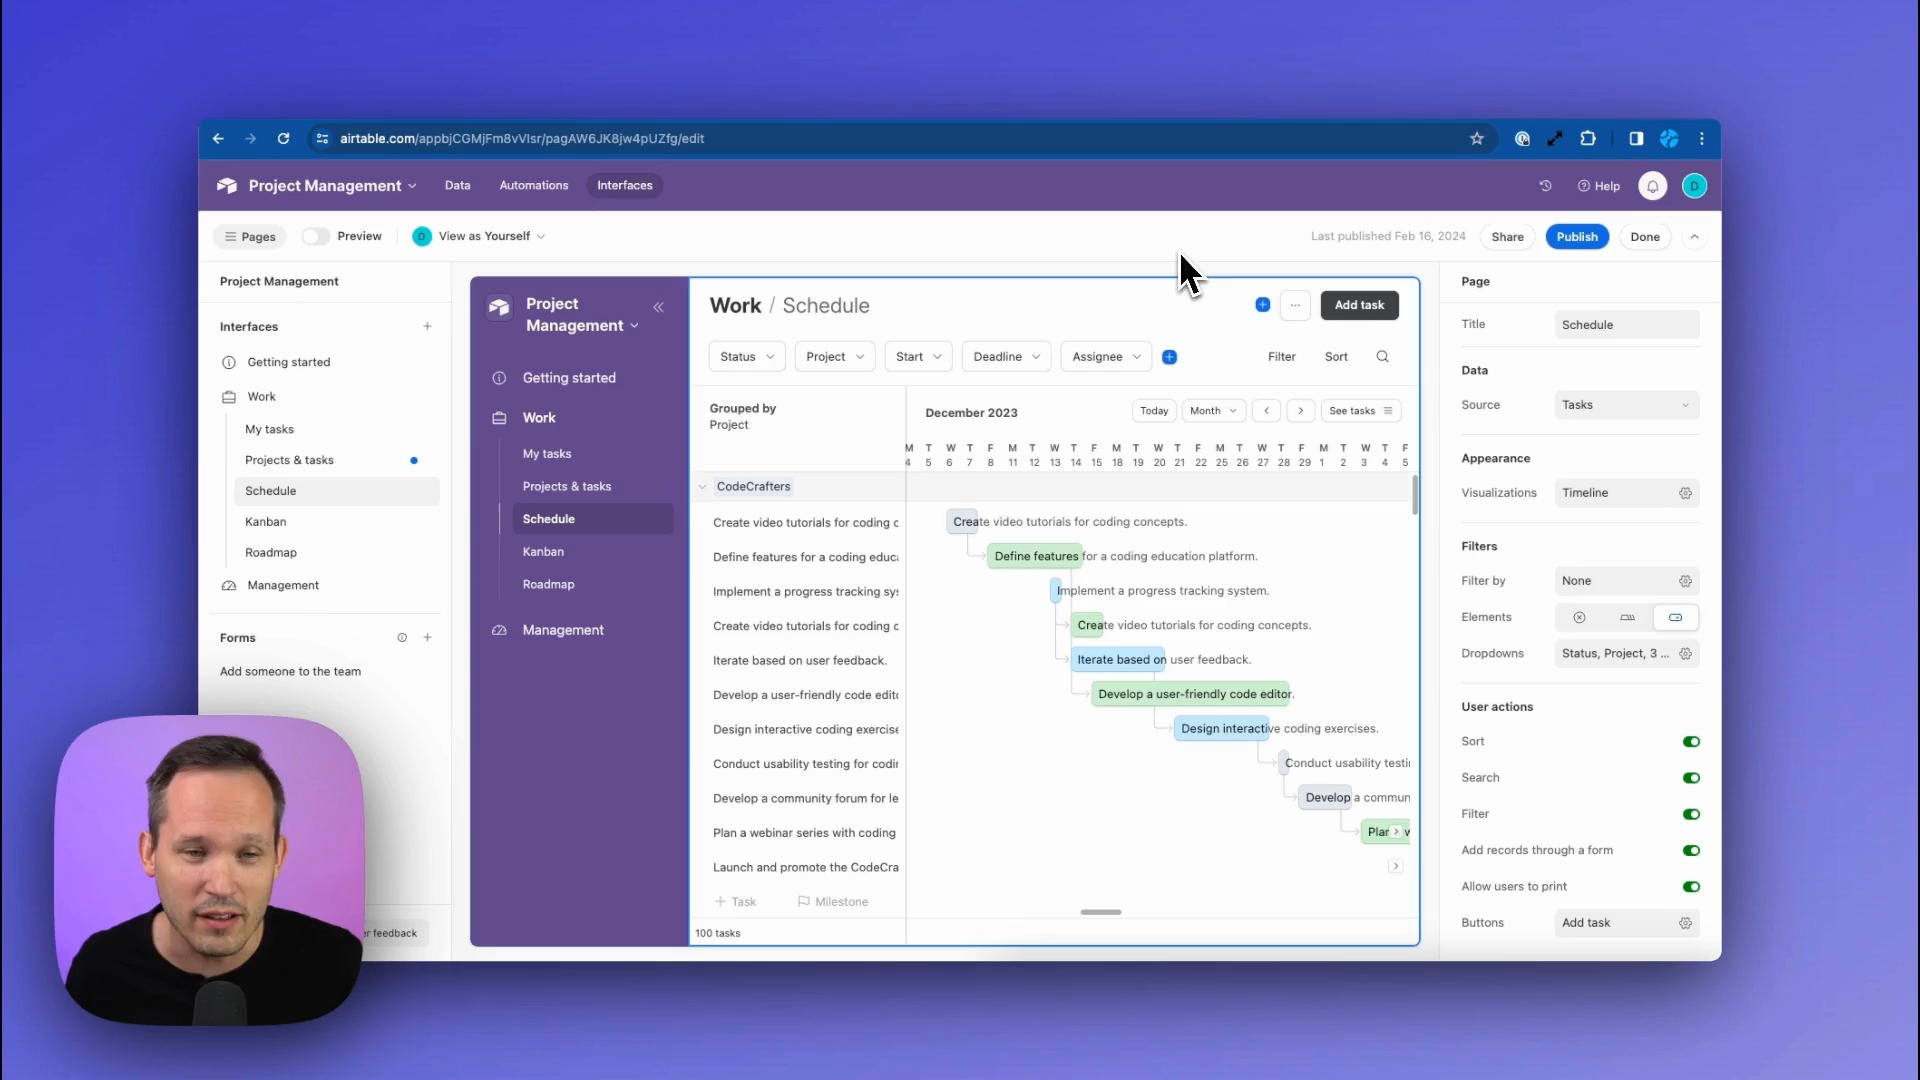 airtable.com/appbjCGMjFm8vVIsr/pagAW6JK8jw4pUZfg/edit
Project Management
Data
Automations
Interfaces
Help
D
Pages
Preview
D
View as Yourself
Last published Feb 16, 2024
Share
Publish
Done
Project Management
Interfaces
Getting started
Work
My tasks
Projects & tasks
Schedule
Kanban
Roadmap
Management
Forms
Add someone to the team
feedback
Project
Management
Getting started
Work
My tasks
Projects & tasks
Schedule
Kanban
Roadmap
Management
Work / Schedule
Add task
Status
Project
Start
Deadline
Assignee
Filter
Sort
Grouped by
Project
December 2023
Today
Month
See tasks
M T W T F M T W T F M T W T F M T W T F M T W T F
4 5 6 7 8 11 12 13 14 15 18 19 20 21 22 25 26 27 28 29 1 2 3 4 5
CodeCrafters
Create video tutorials for coding c
Create video tutorials for coding concepts.
Define features for a coding educa
Define features for a coding education platform.
Implement a progress tracking sys
Implement a progress tracking system.
Create video tutorials for coding c
Create video tutorials for coding concepts.
Iterate based on user feedback.
Iterate based on user feedback.
Develop a user-friendly code edito
Develop a user-friendly code editor.
Design interactive coding exercise
Design interactive coding exercises.
Conduct usability testing for codin
Conduct usability testin
Develop a community forum for le
Develop a commun
Plan a webinar series with coding
Plan w
Launch and promote the CodeCra
Task
Milestone
100 tasks
Page
Title
Schedule
Data
Source
Tasks
Appearance
Visualizations
Timeline
Filters
Filter by
None
Elements
Dropdowns
Status, Project, 3 ...
User actions
Sort
Search
Filter
Add records through a form
Allow users to print
Buttons
Add task